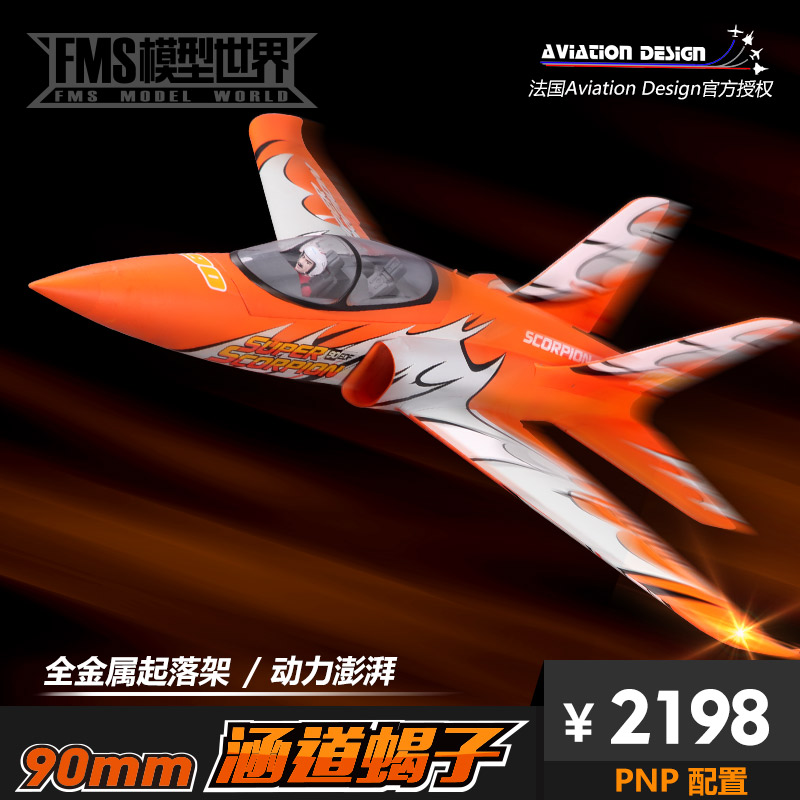 FMS模型世界
FMS MODEL WORLD
AVIATION DESIGN
法国Aviation Design官方授权
90
SUPER
SCORPION
SCORPION
全金属起落架 / 动力澎湃
90mm 涵道蝎子
¥ 2198
PNP 配置